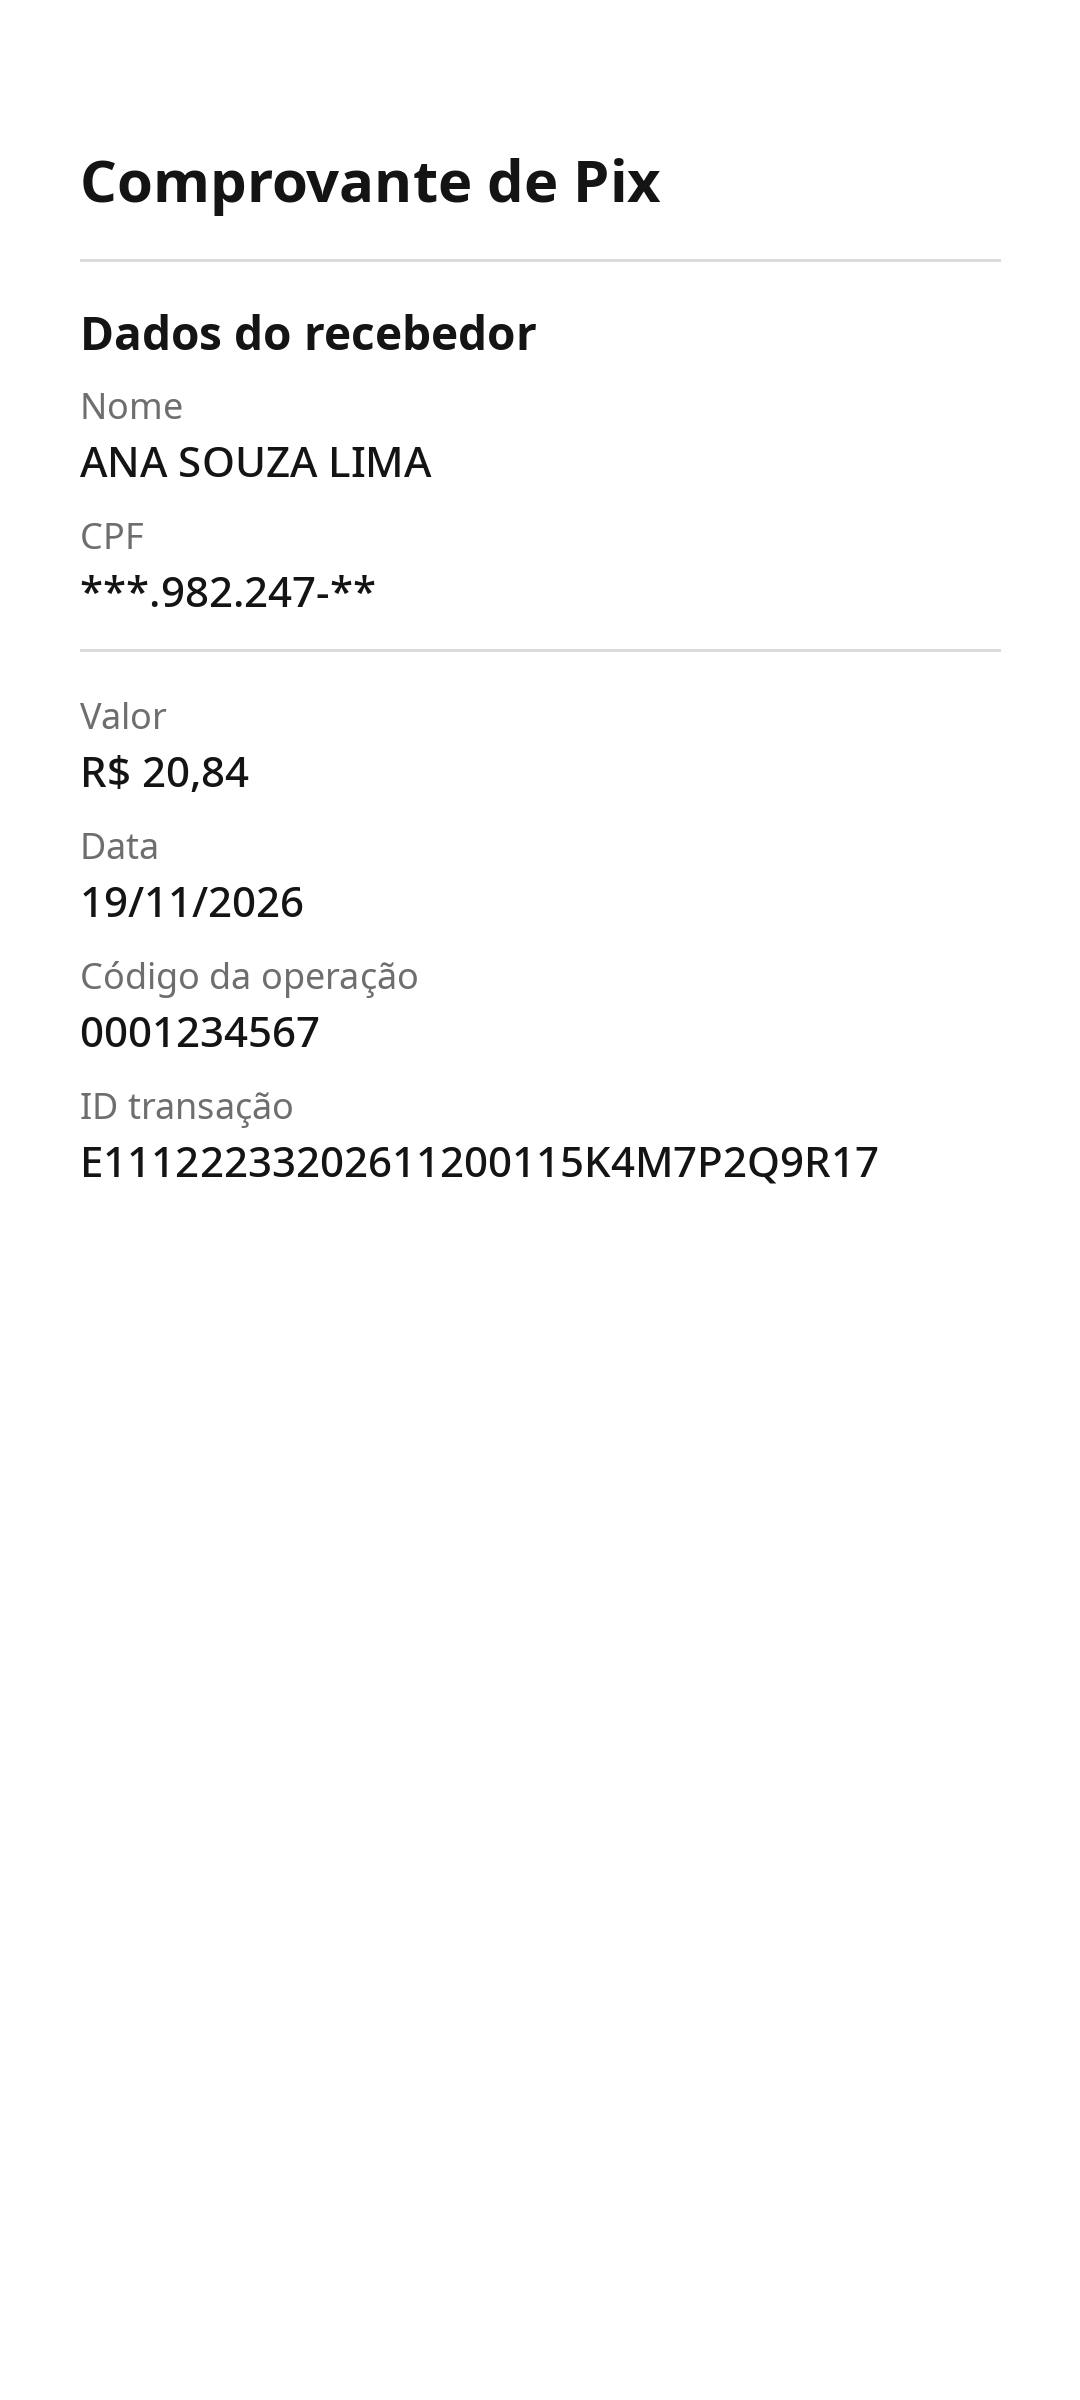 Comprovante de Pix
Dados do recebedor
Nome
ANA SOUZA LIMA
CPF
***.982.247-**
Valor
R$ 20,84
Data
19/11/2026
Código da operação
0001234567
ID transação
E11122233202611200115K4M7P2Q9R17